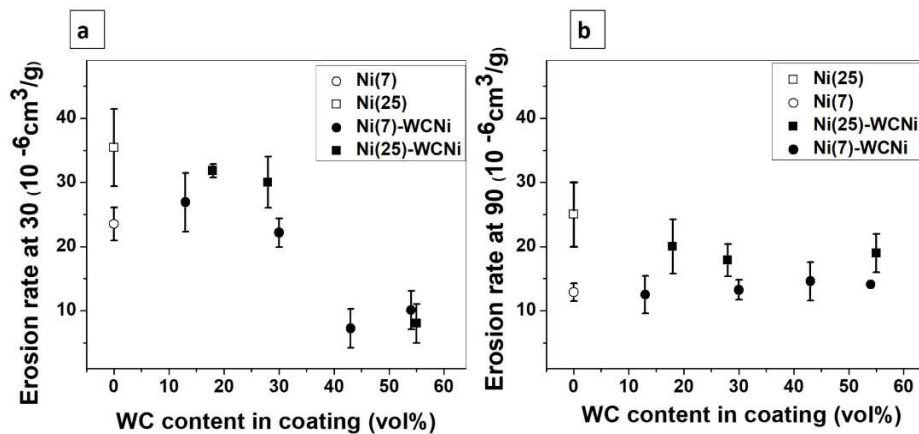 a
Erosion rate at 30 (10 -6cm3/g)
40
30
20
10
Ni(7)
Ni(25)
Ni(7)-WCNi
Ni(25)-WCNi
0 10 20 30 40 50 60
WC content in coating (vol%)
b
Erosion rate at 90 (10 -6cm3/g)
40
30
20
10
Ni(25)
Ni(7)
Ni(25)-WCNi
Ni(7)-WCNi
0 10 20 30 40 50 60
WC content in coating (vol%)